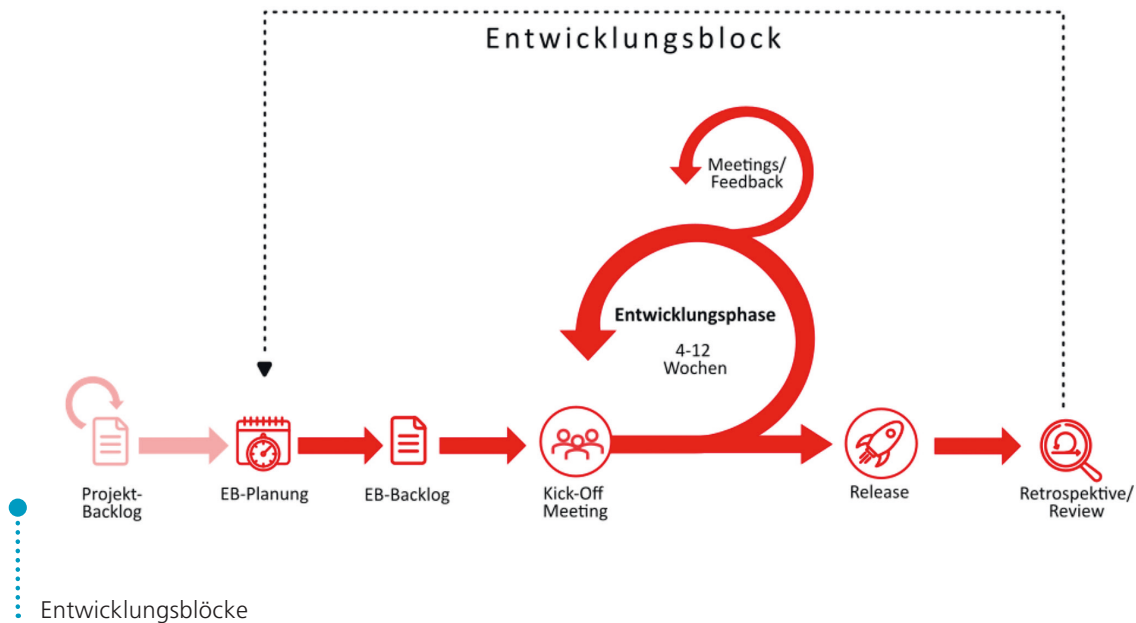 Entwicklungsblock
Meetings/
Feedback
Entwicklungsphase
4-12
Wochen
Projekt-
Backlog
EB-Planung
EB-Backlog
Kick-Off
Meeting
Release
Retrospektive/
Review
Entwicklungsblöcke